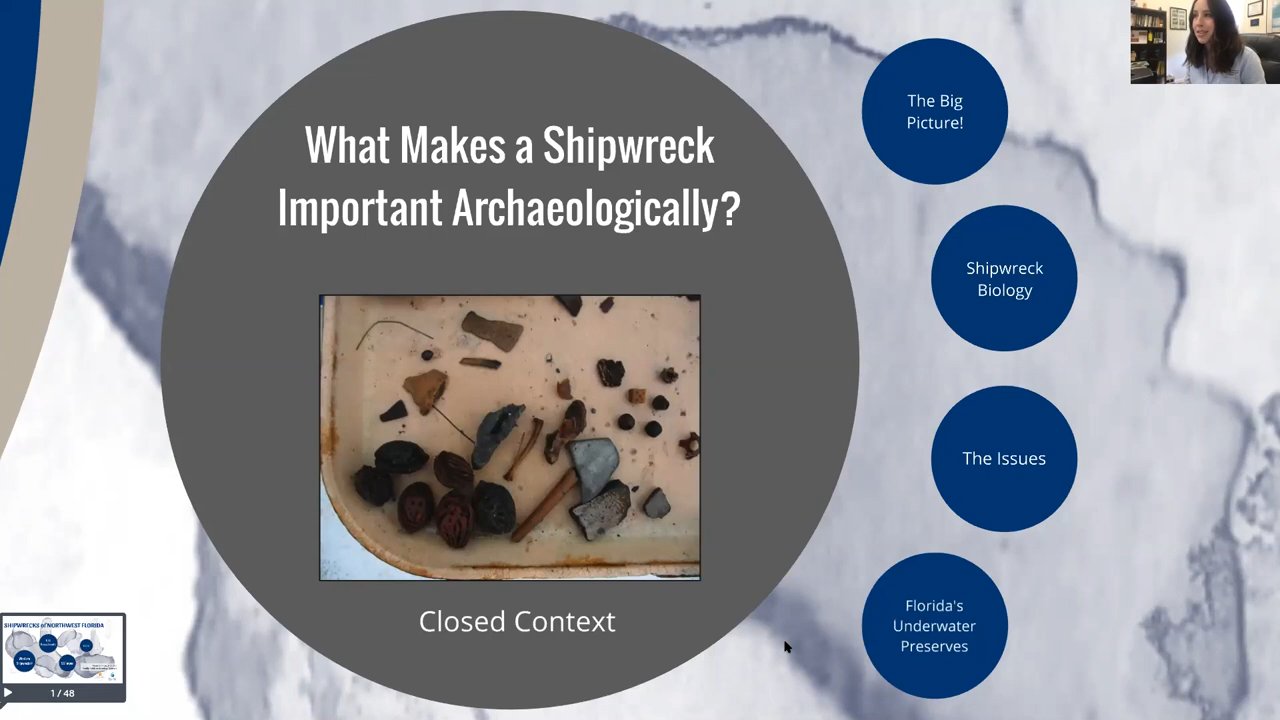 What Makes a Shipwreck
Important Archaeologically?
Closed Context
The Big
Picture!
Shipwreck
Biology
The Issues
Florida's
Underwater
Preserves
SHIPWRECKS of NORTHWEST FLORIDA
1 / 48